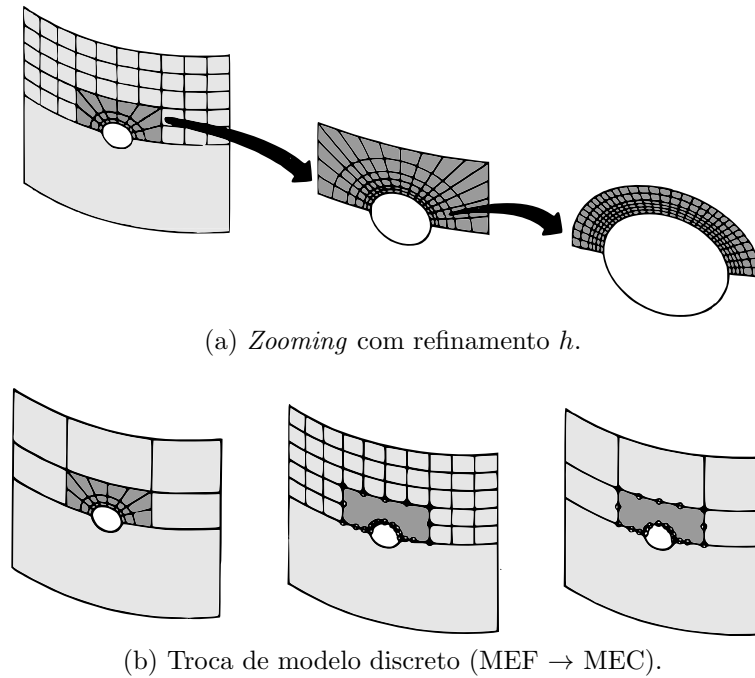 (a) Zooming com refinamento h.
(b) Troca de modelo discreto (MEF → MEC).